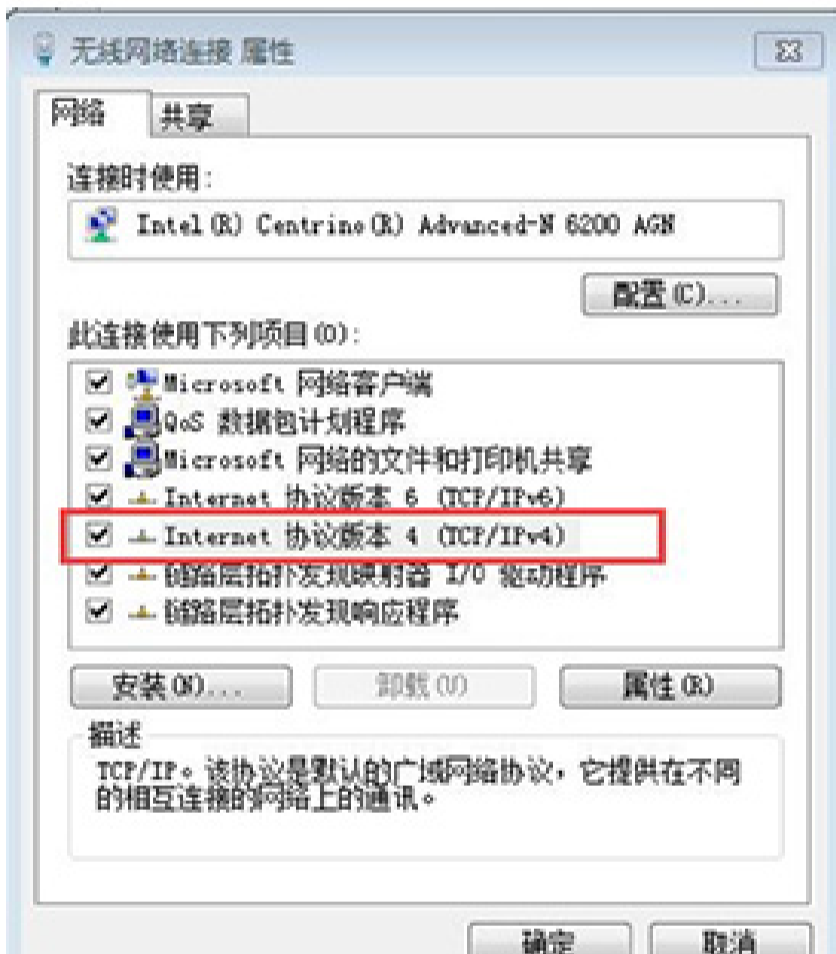 无线网络连接 属性
网络 共享
连接时使用:
Intel(R) Centrino(R) Advanced-N 6200 AGN
配置(C)...
此连接使用下列项目(O):
Microsoft 网络客户端
QoS 数据包计划程序
Microsoft 网络的文件和打印机共享
Internet 协议版本 6 (TCP/IPv6)
Internet 协议版本 4 (TCP/IPv4)
链路层拓扑发现映射器 I/O 驱动程序
链路层拓扑发现响应程序
安装(N)... 卸载(U) 属性(R)
描述
TCP/IP。该协议是默认的广域网络协议，它提供在不同
的相互连接的网络上的通讯。
确定 取消